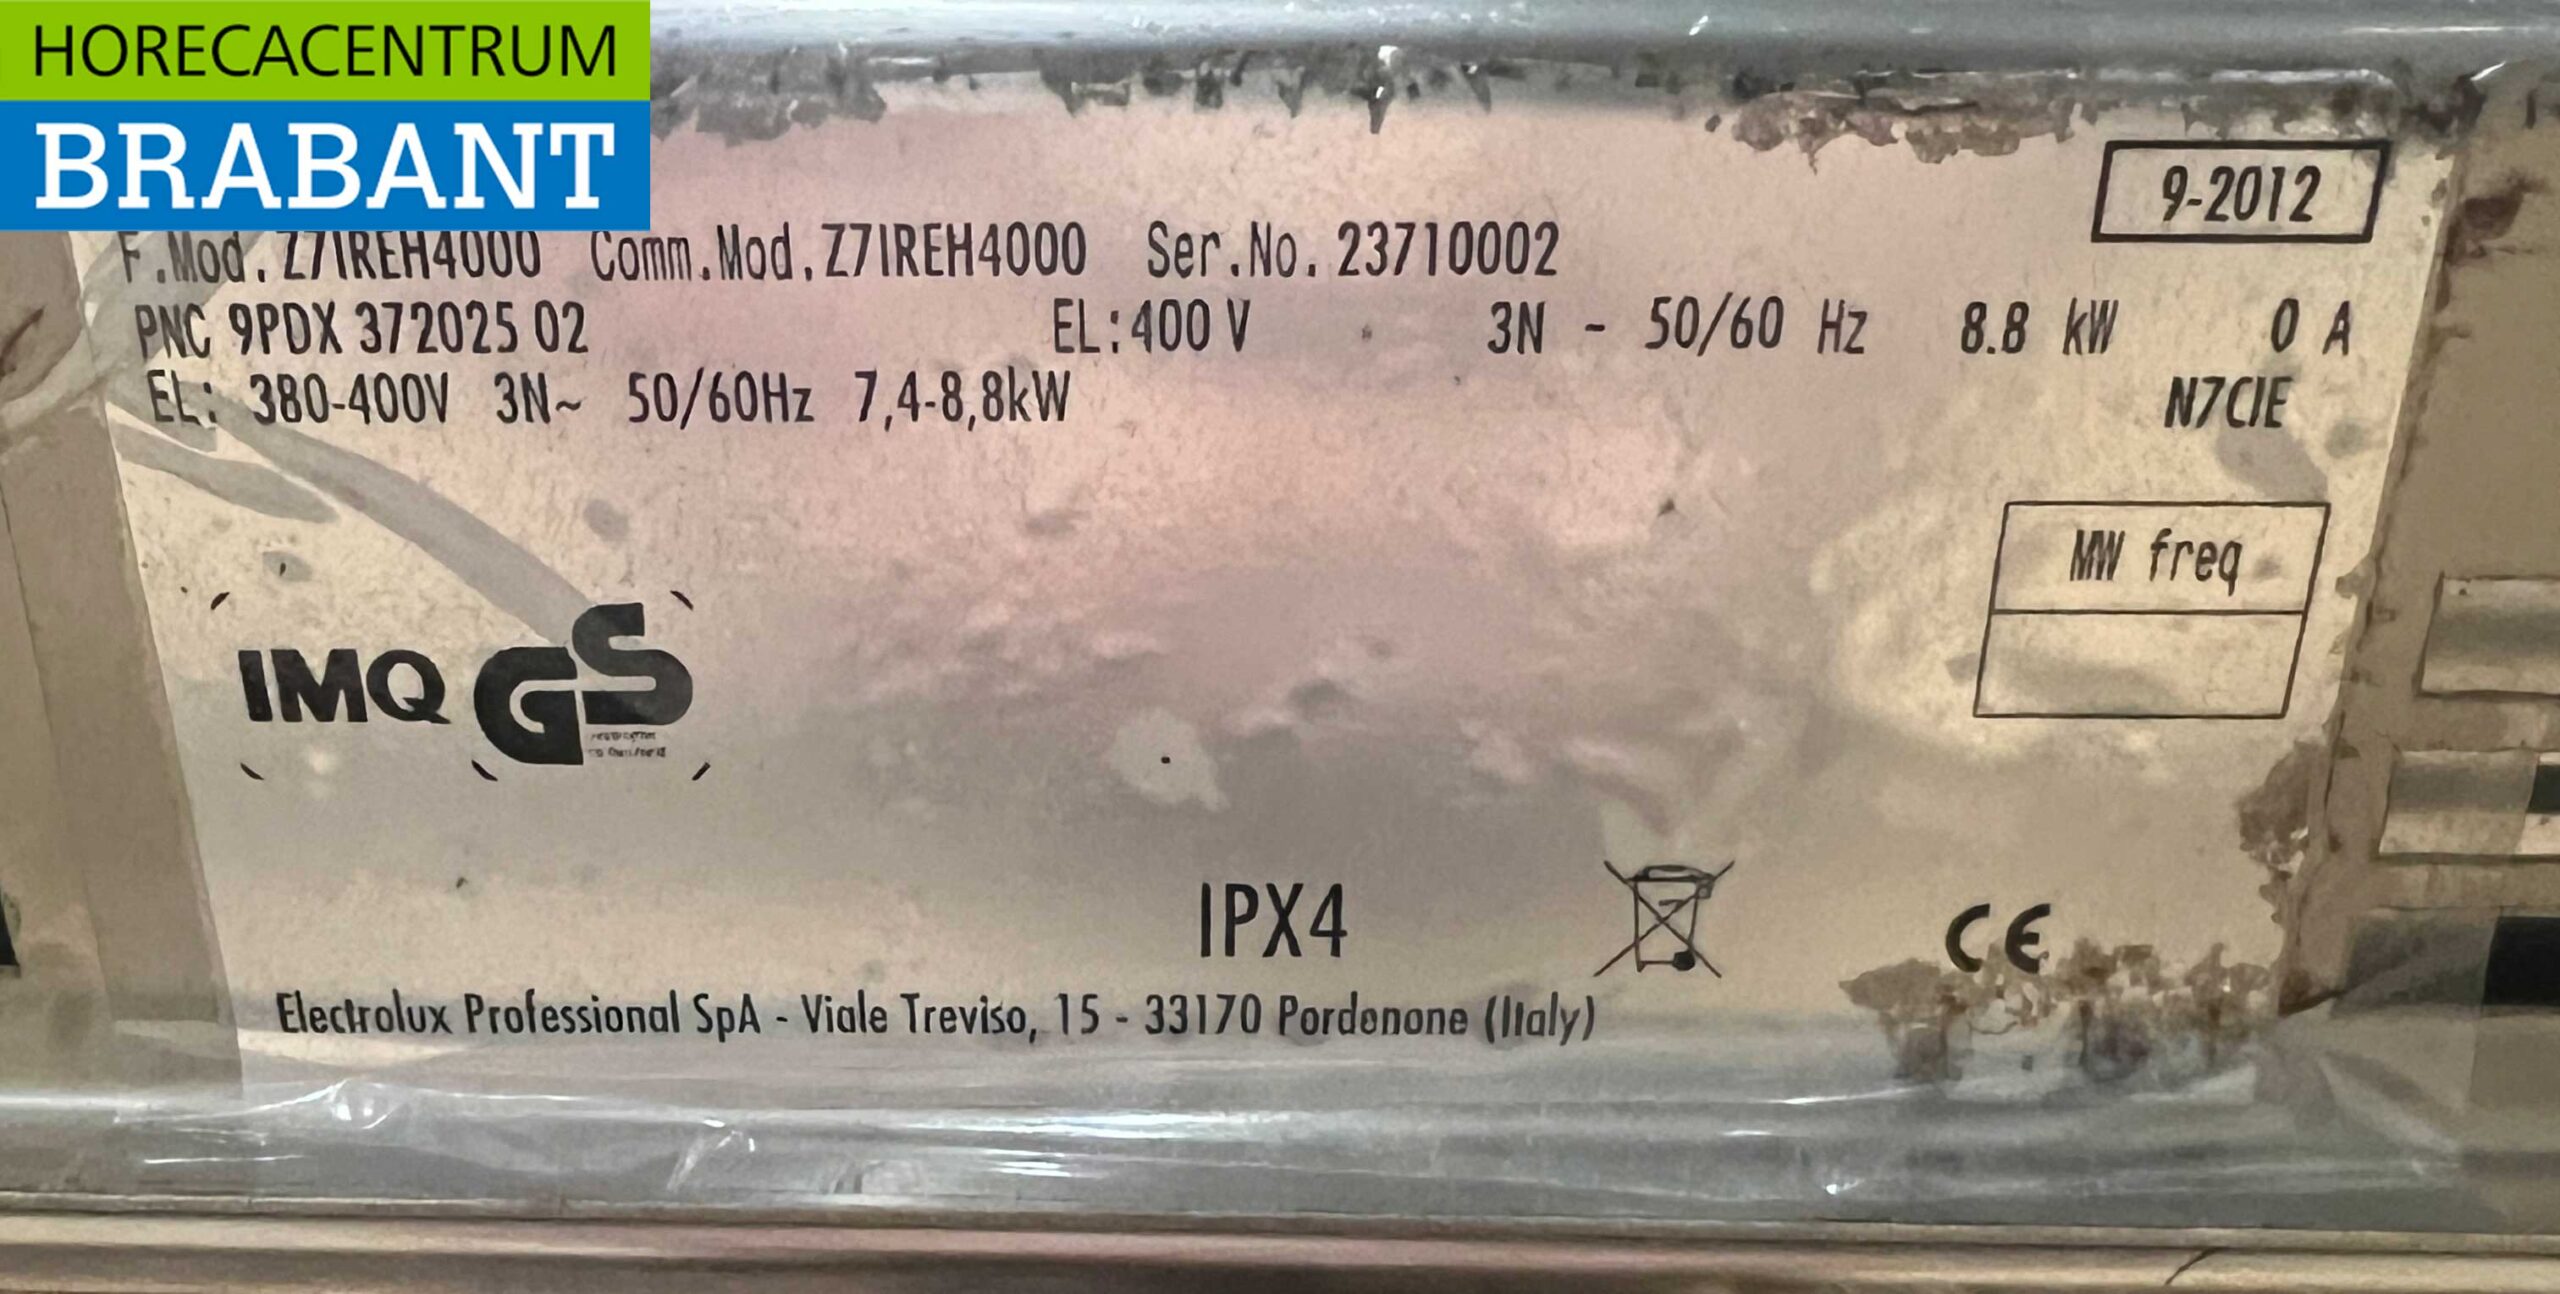 HORECACENTRUM
BRABANT
9-2012
F.Mod. Z7IREH4000 Comm.Mod. Z7IREH4000 Ser.No. 23710002
PNC 9PDX 372025 02 EL: 400 V 3N - 50/60 Hz 8.8 kW 0 A
EL: 380-400V 3N~ 50/60Hz 7,4-8,8kW N7CIE
MW freq
IMQ GS
IPX4
CE
Electrolux Professional SpA - Viale Treviso, 15 - 33170 Pordenone (Italy)